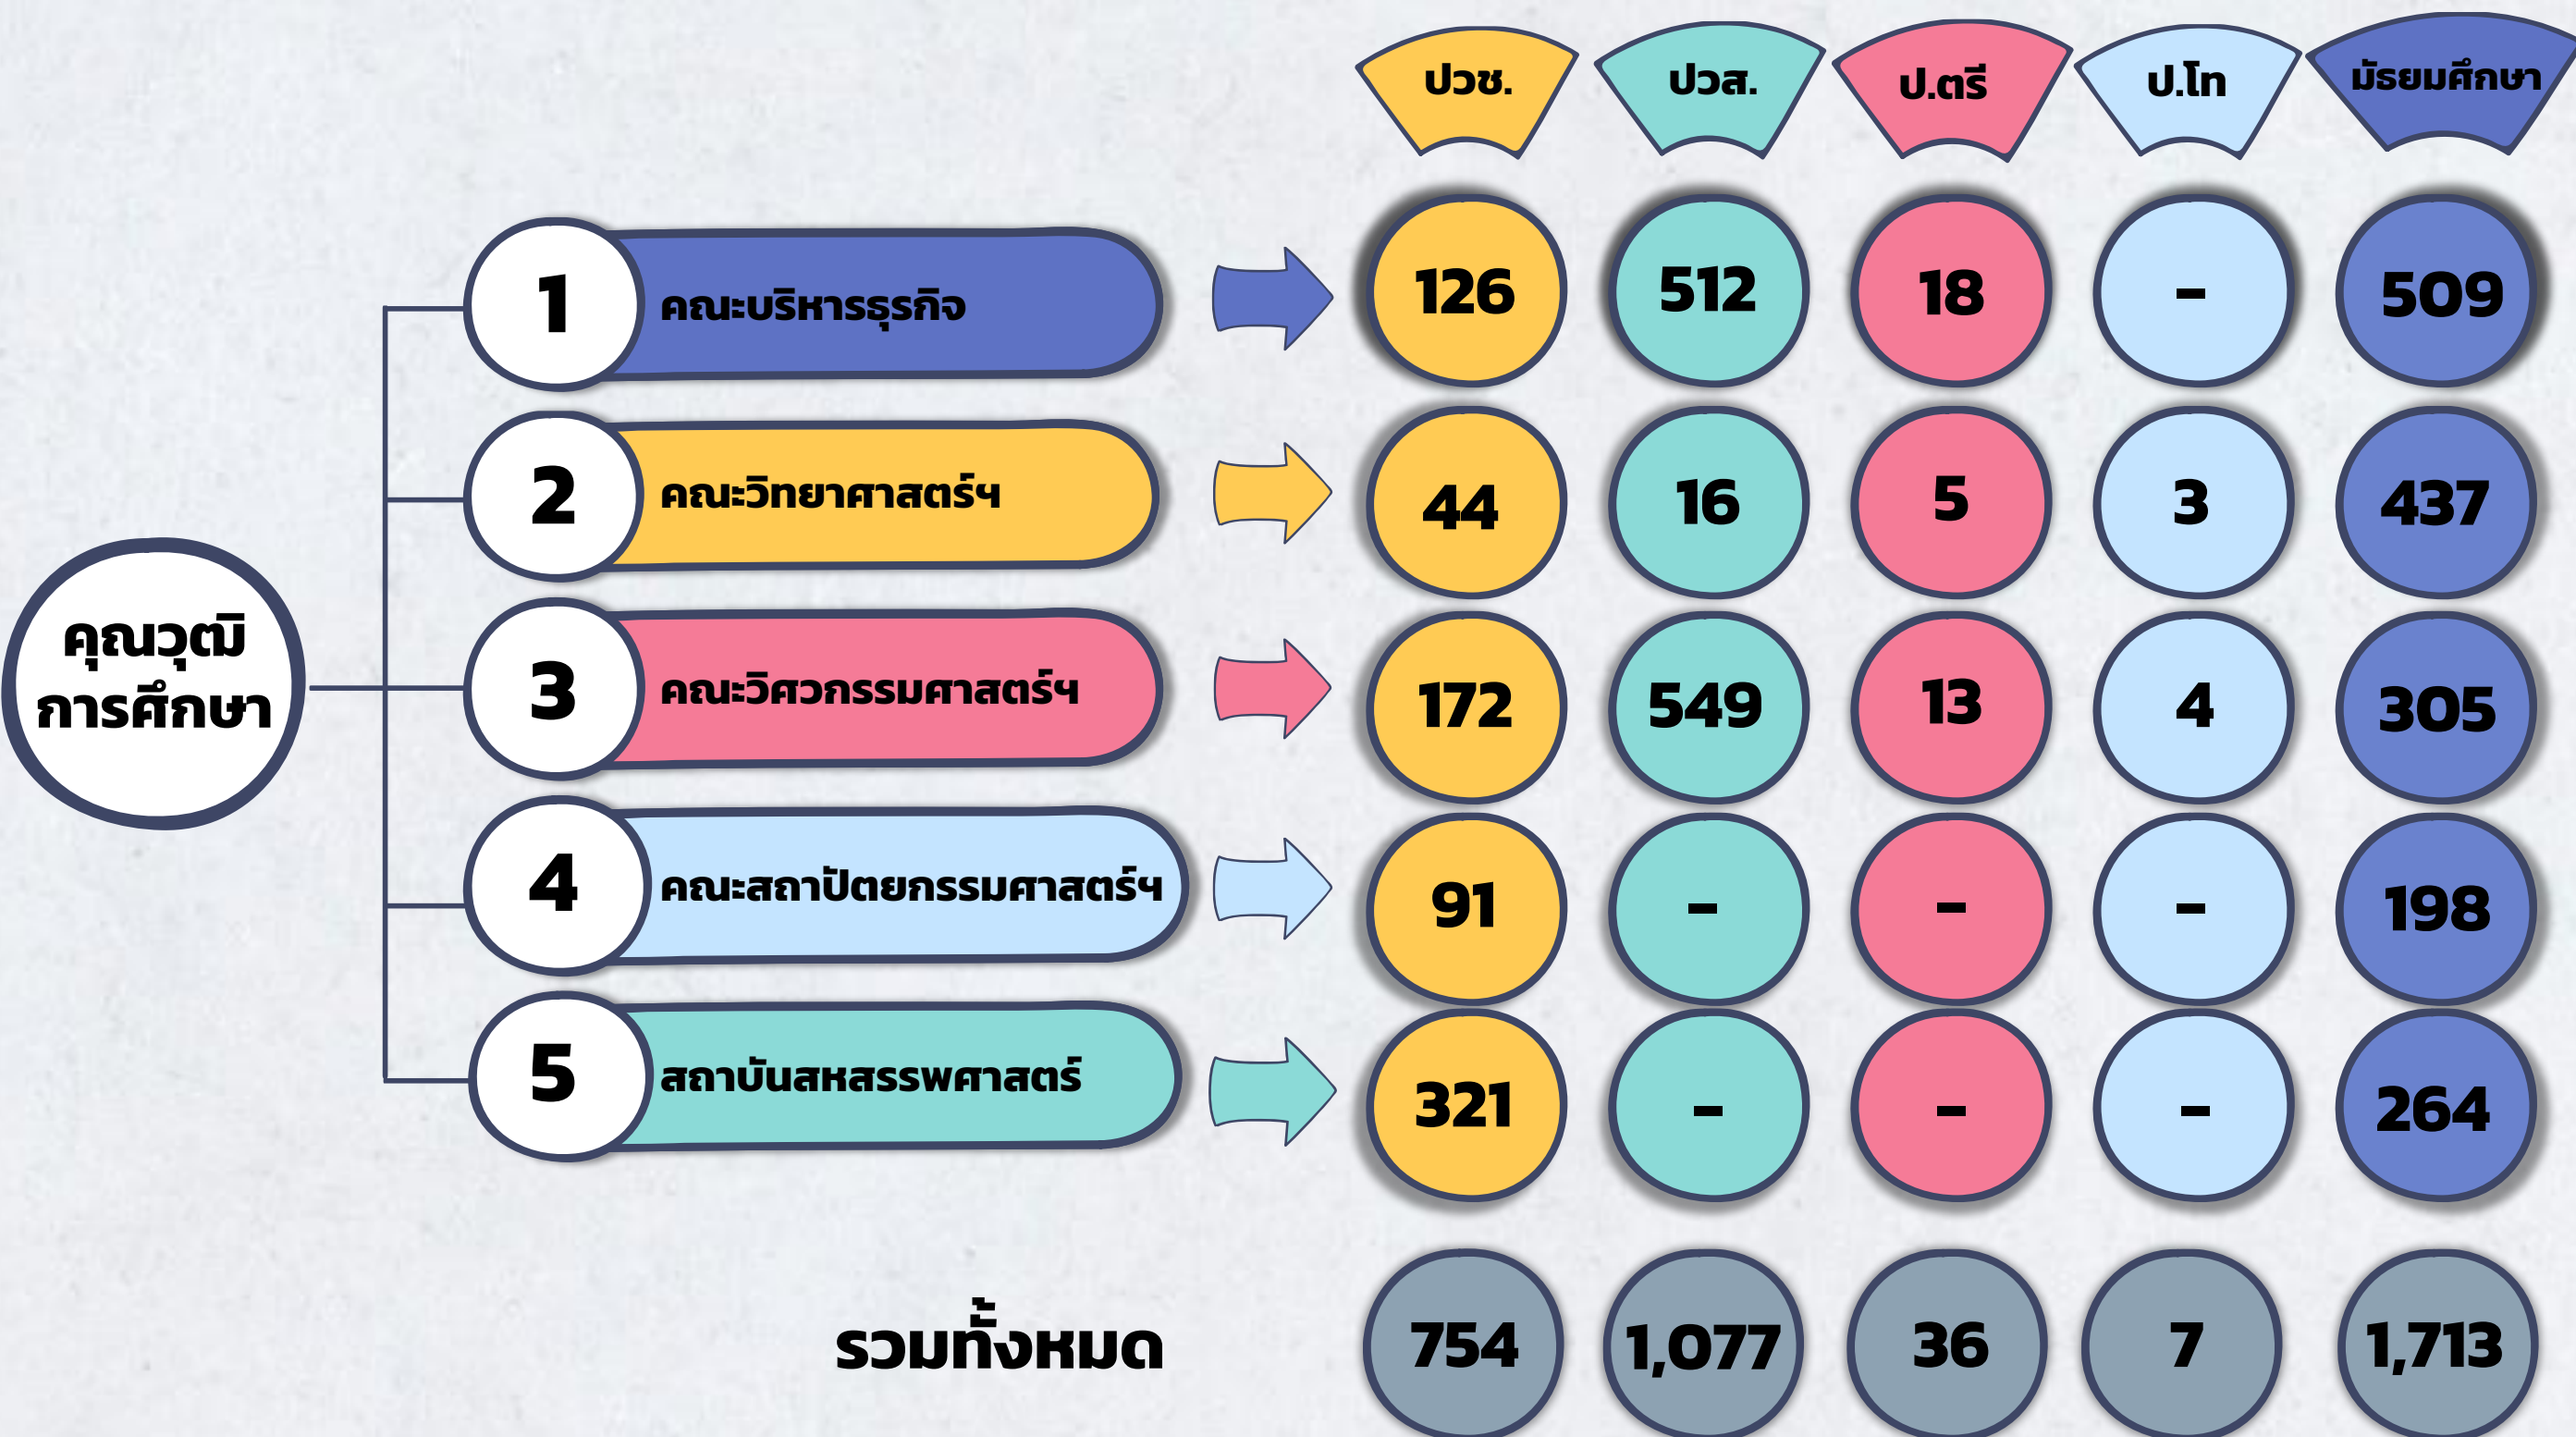 ปวช. ปวส. ป.ตรี ป.โท มัธยมศึกษา
1 คณะบริหารธุรกิจ 126 512 18 - 509
2 คณะวิทยาศาสตร์ฯ 44 16 5 3 437
คุณวุฒิ
การศึกษา
3 คณะวิศวกรรมศาสตร์ฯ 172 549 13 4 305
4 คณะสถาปัตยกรรมศาสตร์ฯ 91 - - - 198
5 สถาบันสหสรรพศาสตร์ 321 - - - 264
รวมทั้งหมด 754 1,077 36 7 1,713